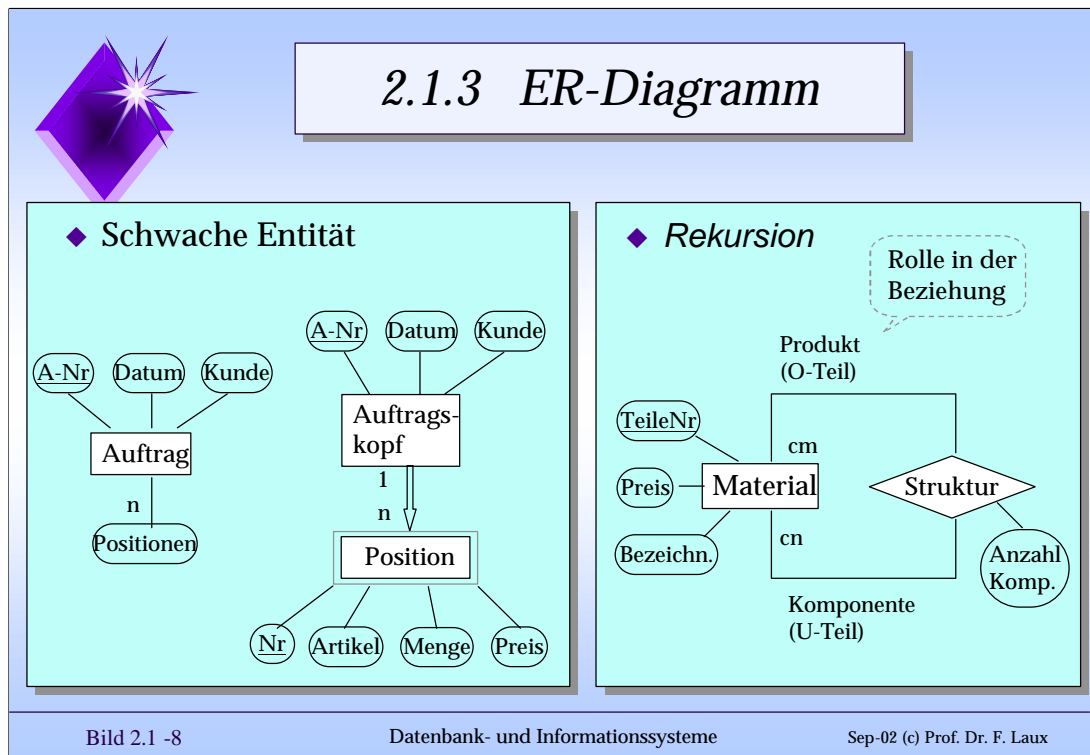 2.1.3 ER-Diagramm
Schwache Entität
A-Nr Datum Kunde
Auftrag
n
Positionen
A-Nr Datum Kunde
Auftrags-
kopf
1
n
Position
Nr Artikel Menge Preis
Rekursion
Rolle in der
Beziehung
Produkt
(O-Teil)
TeileNr
cm
Preis
Material
Struktur
cn
Bezeichn.
Anzahl
Komp.
Komponente
(U-Teil)
Bild 2.1 -8 Datenbank- und Informationssysteme Sep-02 (c) Prof. Dr. F. Laux